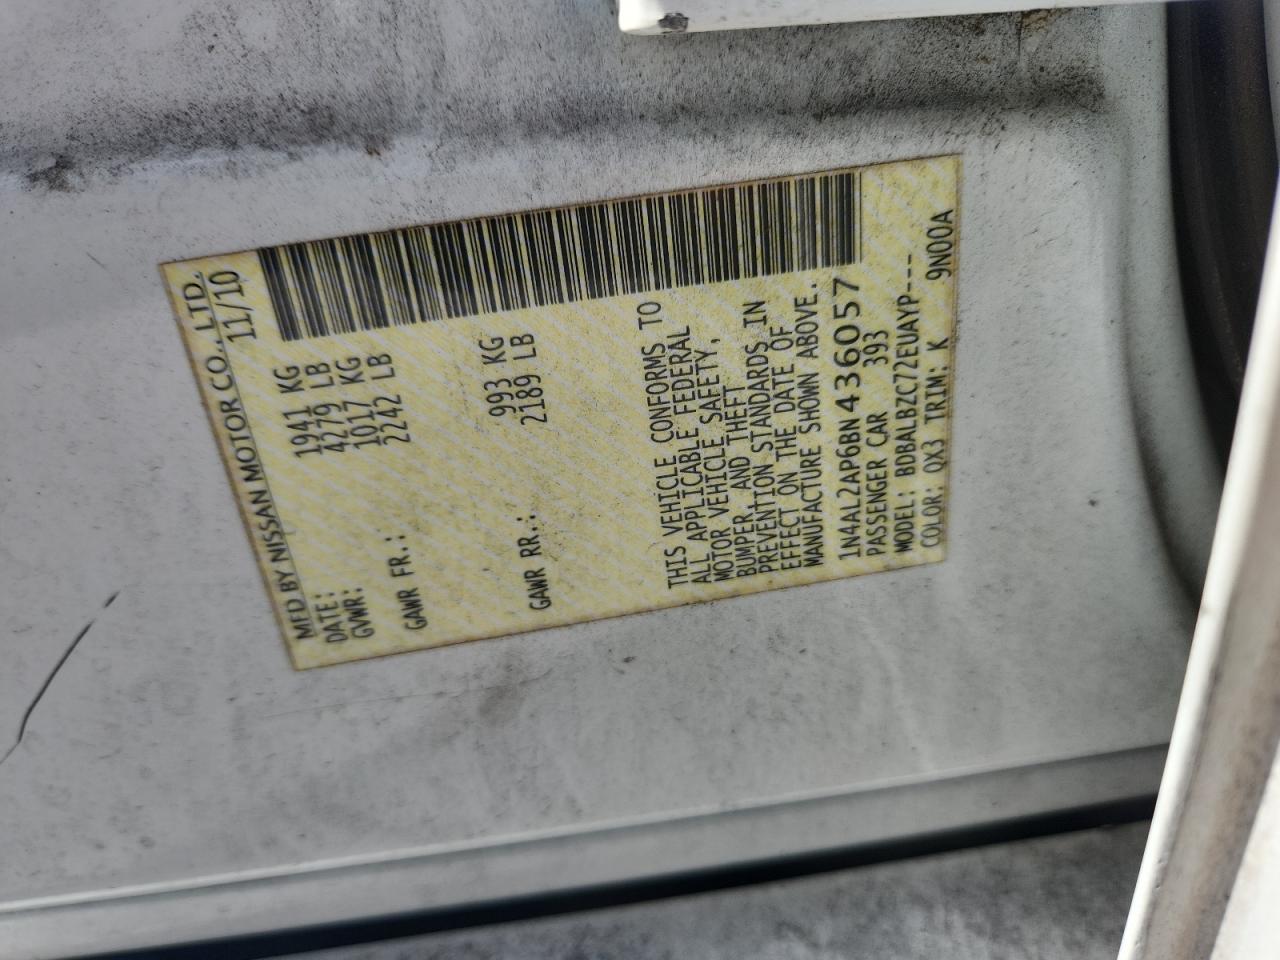 MFD BY NISSAN MOTOR CO., LTD.
DATE: 11/10
GVWR: 1941 KG
4279 LB
GAWR FR.: 1017 KG
2242 LB
GAWR RR.: 993 KG
2189 LB
THIS VEHICLE CONFORMS TO
ALL APPLICABLE FEDERAL
MOTOR VEHICLE SAFETY,
BUMPER, AND THEFT
PREVENTION STANDARDS IN
EFFECT ON THE DATE OF
MANUFACTURE SHOWN ABOVE.
1N4AL2AP6BN436057
PASSENGER CAR 393
MODEL: BDBALBZC72EUAYP---
COLOR: QX3 TRIM: K 9N00A